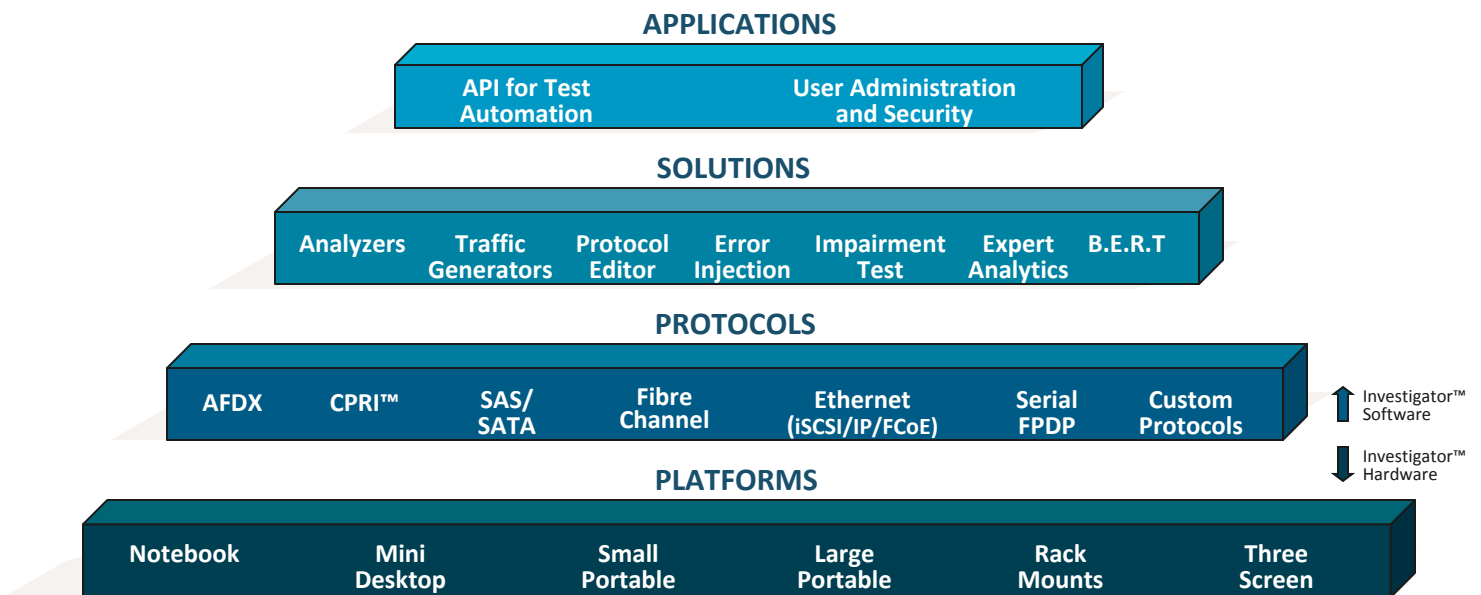 APPLICATIONS
API for Test
Automation
User Administration
and Security
SOLUTIONS
Analyzers
Traffic
Generators
Protocol
Editor
Error
Injection
Impairment
Test
Expert
Analytics
B.E.R.T
PROTOCOLS
AFDX
CPRI™
SAS/
SATA
Fibre
Channel
Ethernet
(iSCSI/IP/FCoE)
Serial
FPDP
Custom
Protocols
Investigator™
Software
Investigator™
Hardware
PLATFORMS
Notebook
Mini
Desktop
Small
Portable
Large
Portable
Rack
Mounts
Three
Screen